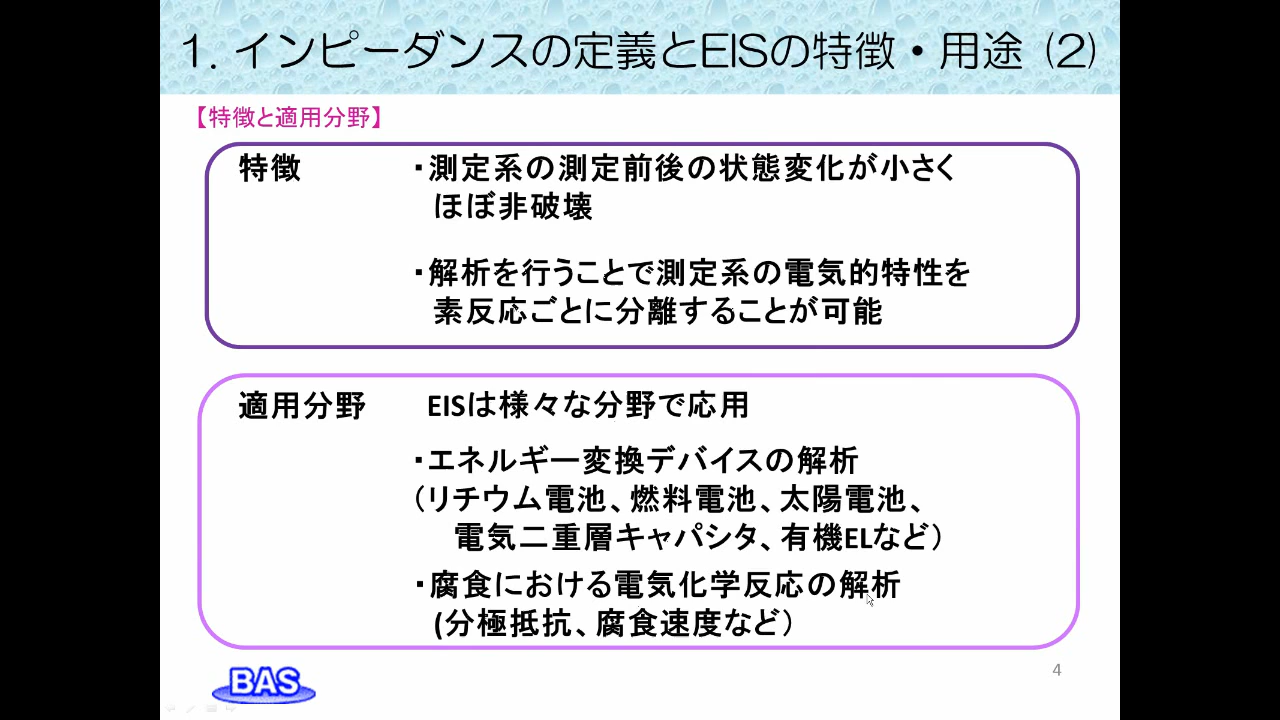 1. インピーダンスの定義とEISの特徴・用途 (2)
【特徴と適用分野】
特徴 ・測定系の測定前後の状態変化が小さく
ほぼ非破壊
・解析を行うことで測定系の電気的特性を
素反応ごとに分離することが可能
適用分野 EISは様々な分野で応用
・エネルギー変換デバイスの解析
(リチウム電池、燃料電池、太陽電池、
電気二重層キャパシタ、有機ELなど)
・腐食における電気化学反応の解析
(分極抵抗、腐食速度など)
BAS
4